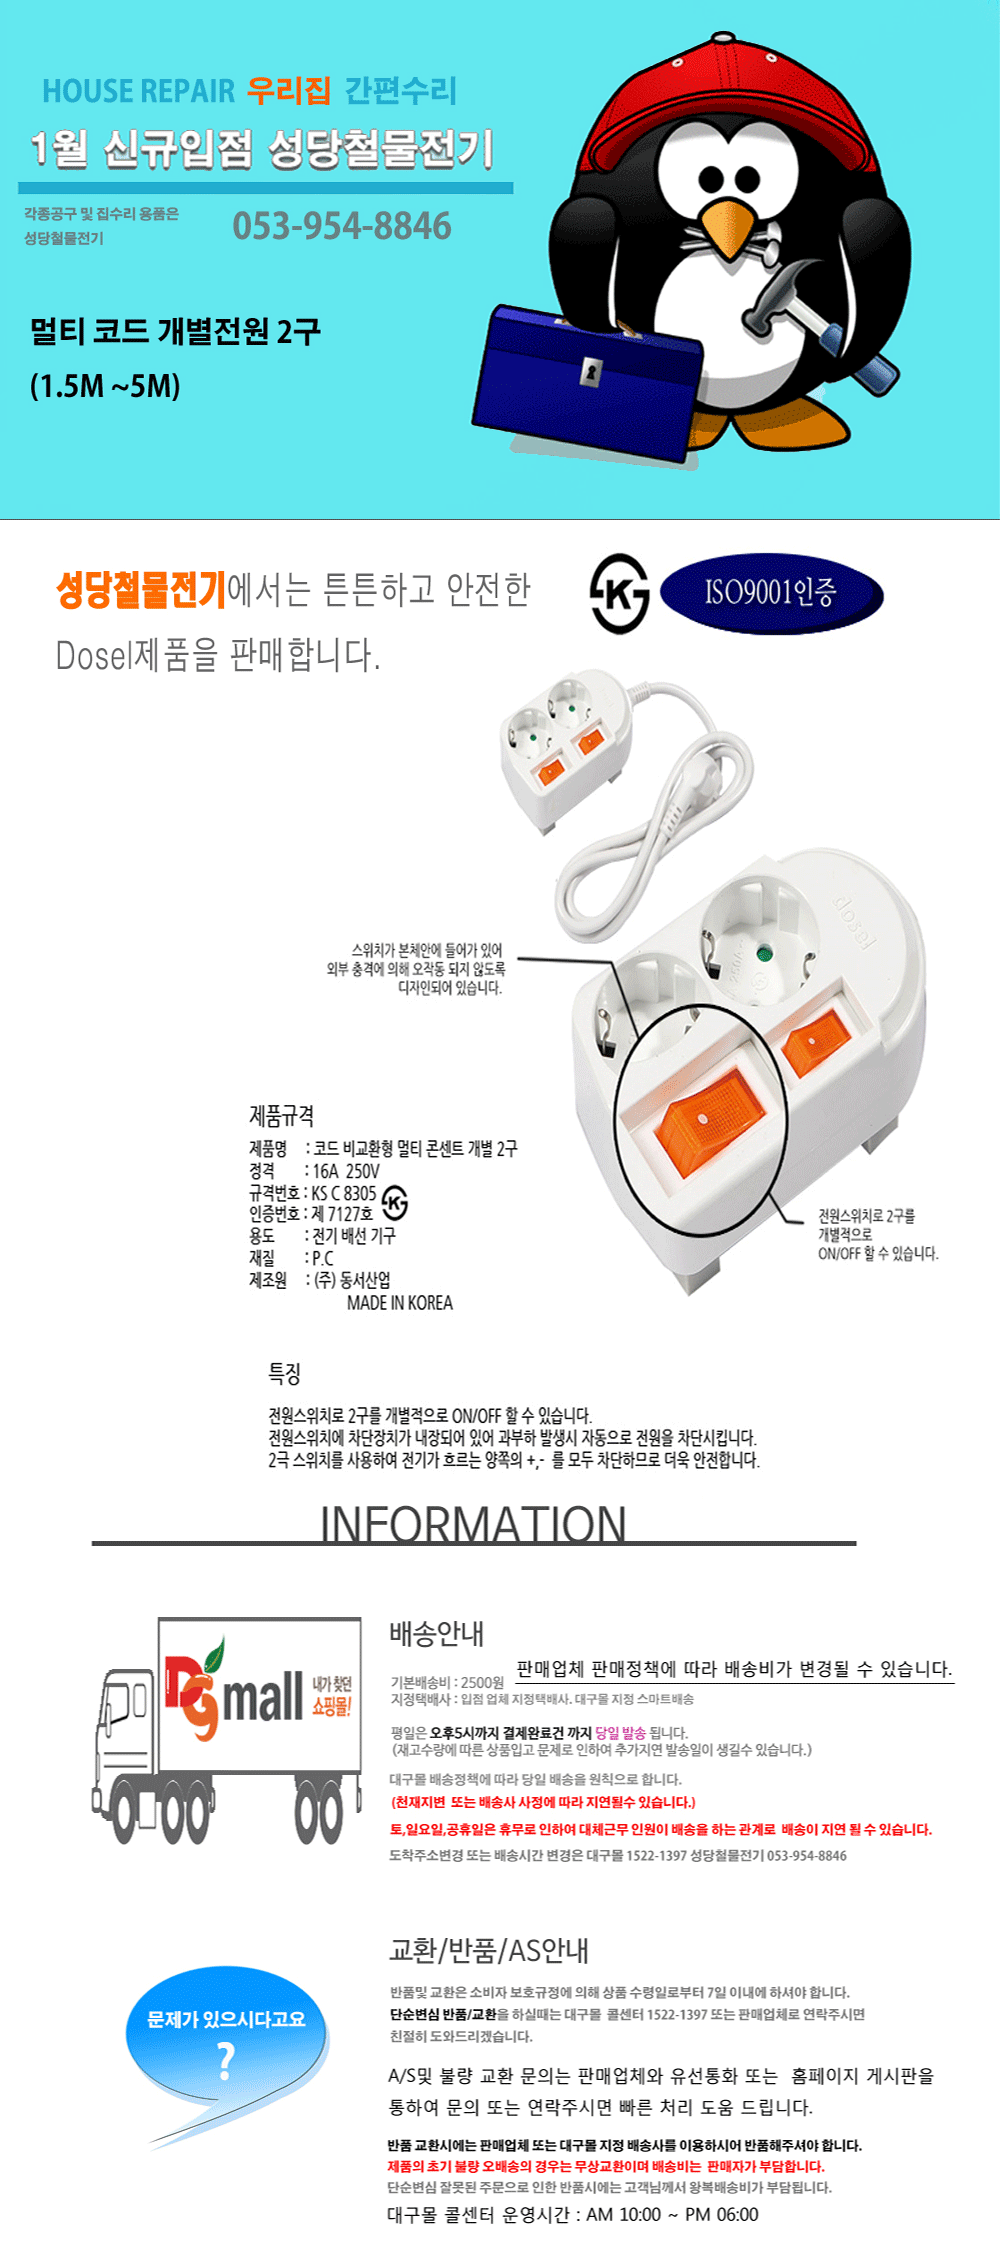 HOUSE REPAIR 우리집 간편수리
1월 신규입점 성당철물전기
각종공구 및 집수리 용품은
성당철물전기
053-954-8846
멀티 코드 개별전원 2구
(1.5M ~5M)
성당철물전기에서는 튼튼하고 안전한
Dosel제품을 판매합니다.
K
ISO9001인증
dosel
스위치가 본체안에 들어가 있어
외부 충격에 의해 오작동 되지 않도록
디자인되어 있습니다.
제품규격
제품명 : 코드 비교환형 멀티 콘센트 개별 2구
정격 : 16A 250V
규격번호 : KS C 8305
인증번호 : 제 7127호
K
용도 : 전기 배선 기구
재질 : P.C
제조원 : (주) 동서산업
MADE IN KOREA
전원스위치로 2구를
개별적으로
ON/OFF 할 수 있습니다.
특징
전원스위치로 2구를 개별적으로 ON/OFF 할 수 있습니다.
전원스위치에 차단장치가 내장되어 있어 과부하 발생시 자동으로 전원을 차단시킵니다.
2극 스위치를 사용하여 전기가 흐르는 양쪽의 +,- 를 모두 차단하므로 더욱 안전합니다.
INFORMATION
DGmall 내가 찾던
쇼핑몰!
배송안내
기본배송비 : 2500원 판매업체 판매정책에 따라 배송비가 변경될 수 있습니다.
지정택배사 : 입점 업체 지정택배사. 대구몰 지정 스마트배송
평일은 오후5시까지 결제완료건 까지 당일 발송 됩니다.
(재고수량에 따른 상품입고 문제로 인하여 추가지연 발송일이 생길수 있습니다.)
대구몰 배송정책에 따라 당일 배송을 원칙으로 합니다.
(천재지변 또는 배송사 사정에 따라 지연될수 있습니다.)
토,일요일,공휴일은 휴무로 인하여 대체근무 인원이 배송을 하는 관계로 배송이 지연 될 수 있습니다.
도착주소변경 또는 배송시간 변경은 대구몰 1522-1397 성당철물전기 053-954-8846
문제가 있으시다고요
?
교환/반품/AS안내
반품및 교환은 소비자 보호규정에 의해 상품 수령일로부터 7일 이내에 하셔야 합니다.
단순변심 반품/교환을 하실때는 대구몰 콜센터 1522-1397 또는 판매업체로 연락주시면
친절히 도와드리겠습니다.
A/S및 불량 교환 문의는 판매업체와 유선통화 또는 홈페이지 게시판을
통하여 문의 또는 연락주시면 빠른 처리 도움 드립니다.
반품 교환시에는 판매업체 또는 대구몰 지정 배송사를 이용하시어 반품해주셔야 합니다.
제품의 초기 불량 오배송의 경우는 무상교환이며 배송비는 판매자가 부담합니다.
단순변심 잘못된 주문으로 인한 반품시에는 고객님께서 왕복배송비가 부담됩니다.
대구몰 콜센터 운영시간 : AM 10:00 ~ PM 06:00